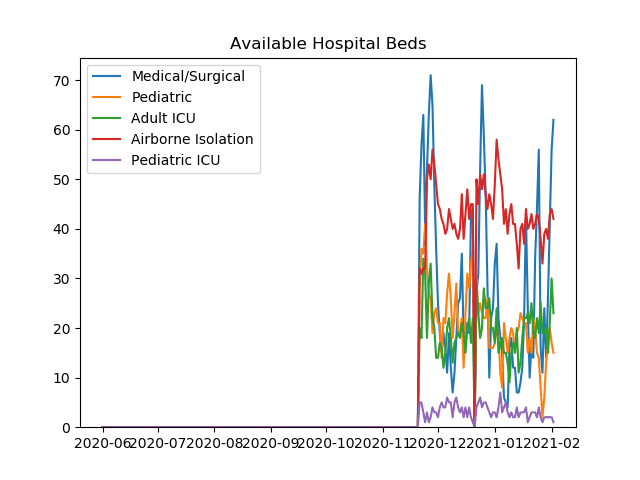 Available Hospital Beds
Medical/Surgical
Pediatric
Adult ICU
Airborne Isolation
Pediatric ICU
70
60
50
40
30
20
10
0
2020-06 2020-07 2020-08 2020-09 2020-10 2020-11 2020-12 2021-01 2021-02